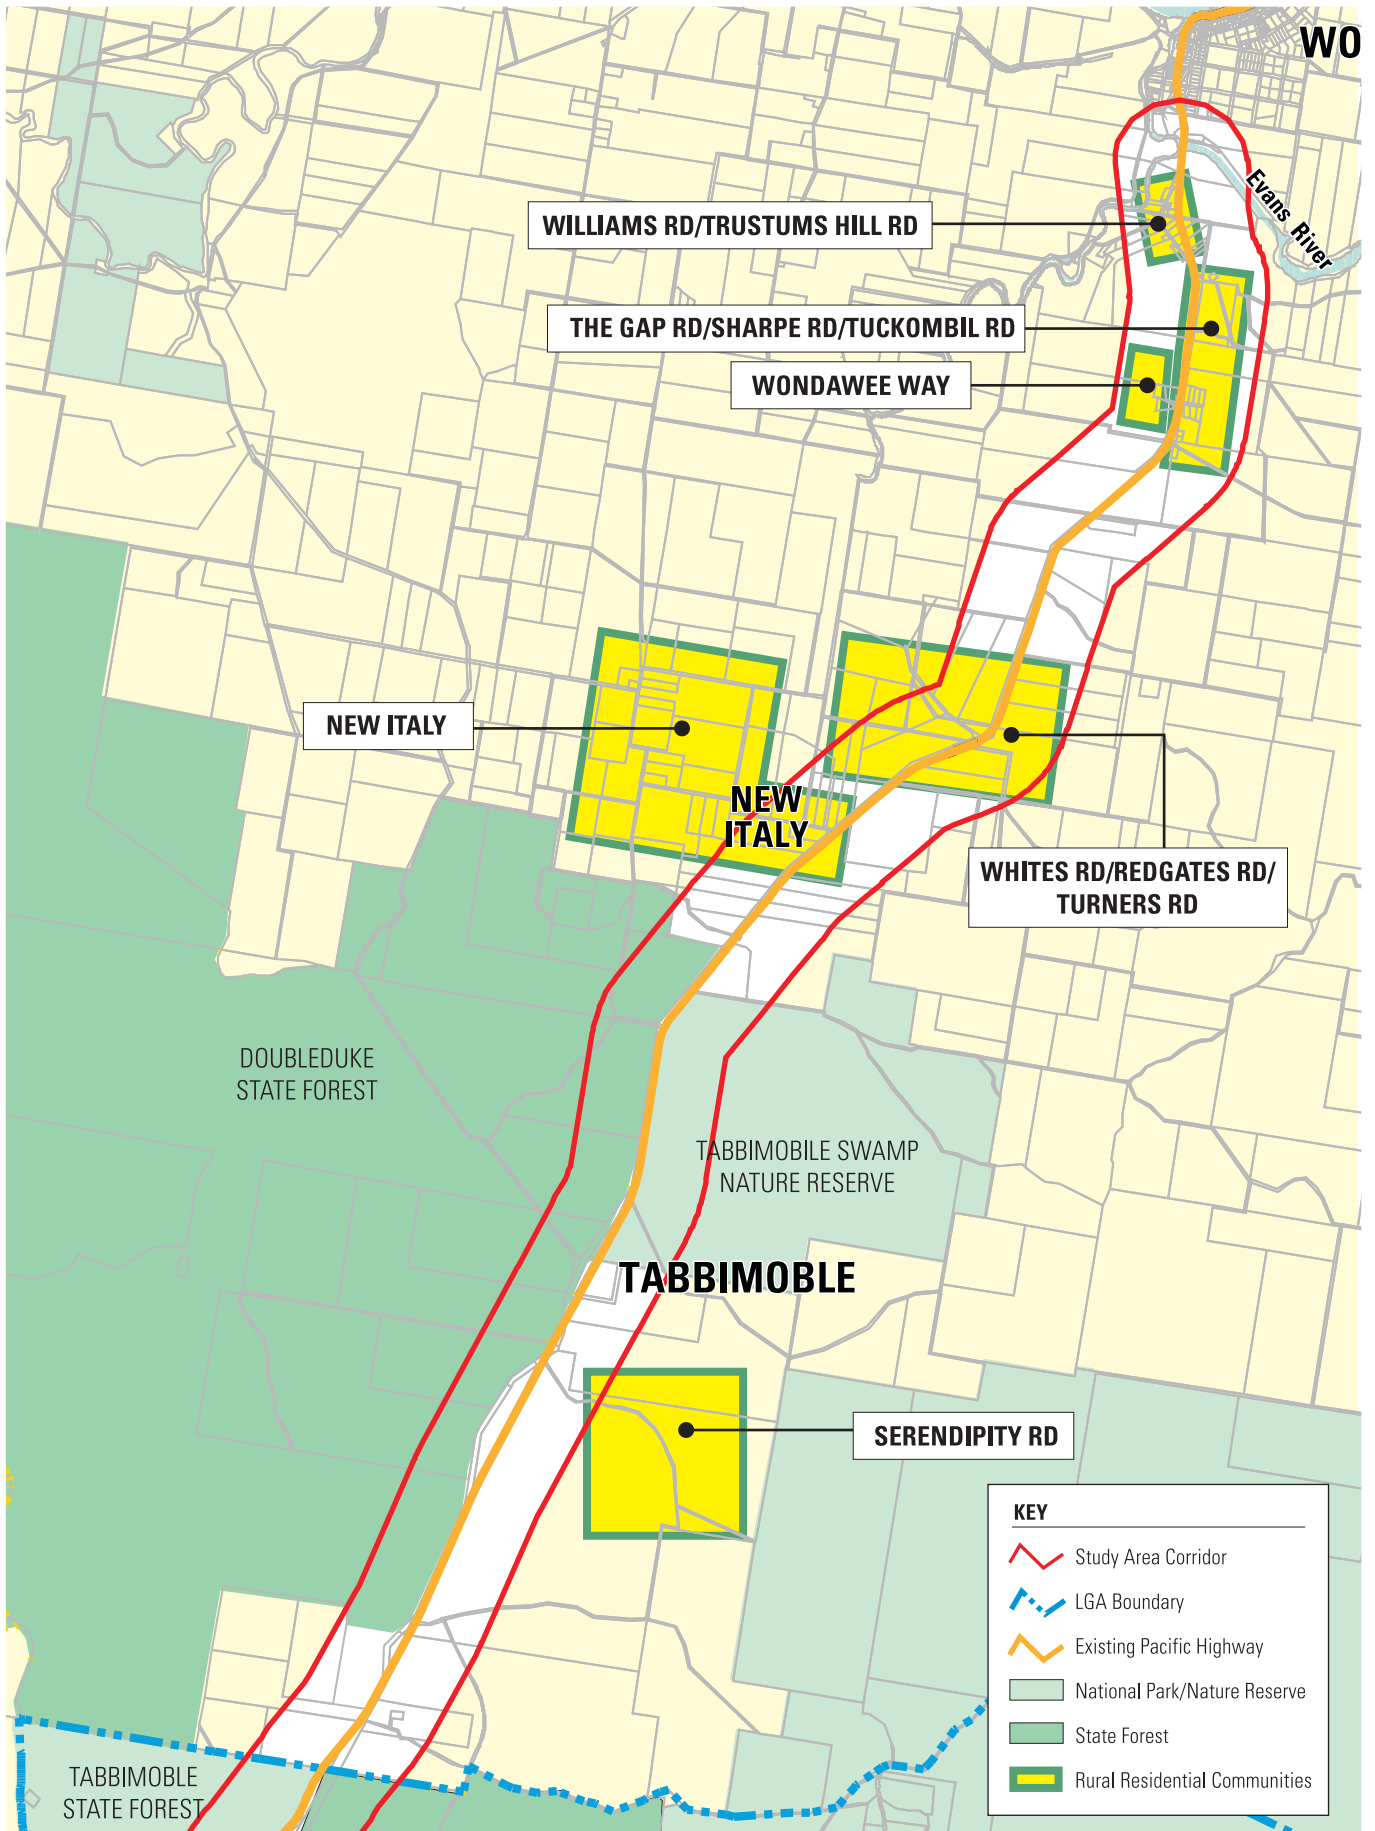 WO
Evans River
WILLIAMS RD/TRUSTUMS HILL RD
THE GAP RD/SHARPE RD/TUCKOMBIL RD
WONDAWEE WAY
NEW ITALY
NEW
ITALY
WHITES RD/REDGATES RD/
TURNERS RD
DOUBLEDUKE
STATE FOREST
TABBIMOBILE SWAMP
NATURE RESERVE
TABBIMOBLE
SERENDIPITY RD
KEY
Study Area Corridor
LGA Boundary
Existing Pacific Highway
National Park/Nature Reserve
State Forest
Rural Residential Communities
TABBIMOBLE
STATE FOREST